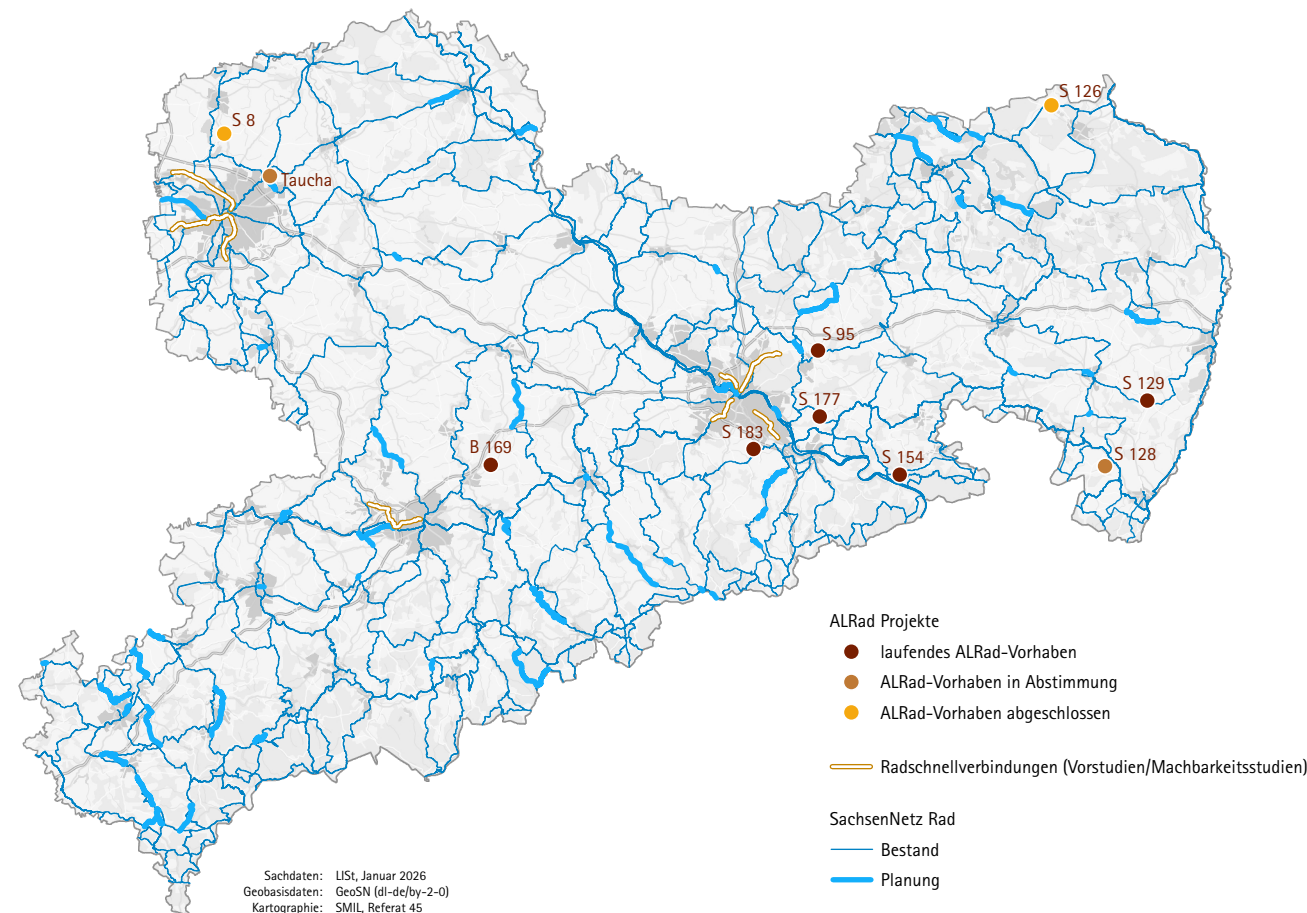 S 126
S 8
Taucha
S 95
S 129
S 177
S 183
B 169
S 128
S 154
ALRad Projekte
laufendes ALRad-Vorhaben
ALRad-Vorhaben in Abstimmung
ALRad-Vorhaben abgeschlossen
Radschnellverbindungen (Vorstudien/Machbarkeitsstudien)
SachsenNetz Rad
Bestand
Planung
Sachdaten: LISt, Januar 2026
Geobasisdaten: GeoSN (dl-de/by-2-0)
Kartographie: SMIL, Referat 45